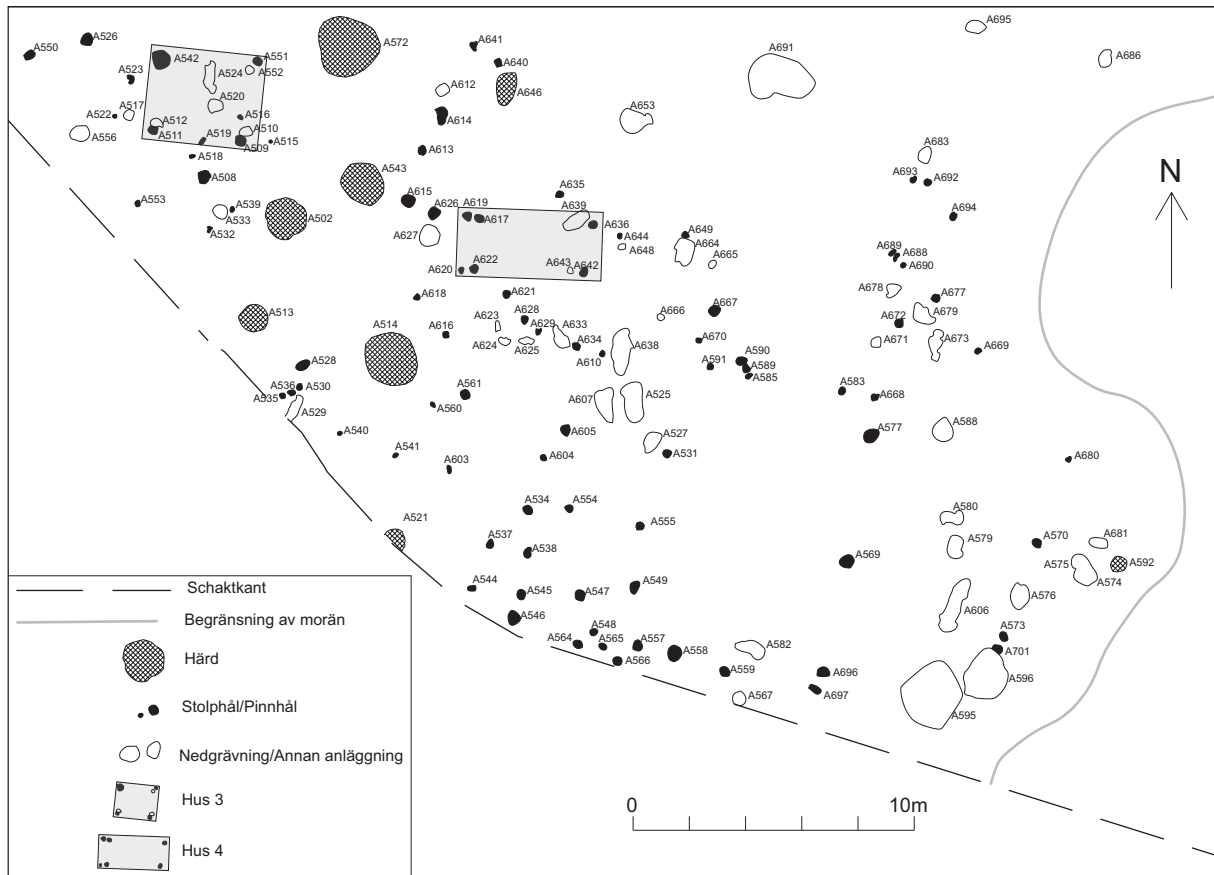 A695
A550
A526
A572
A641
A691
A686
A542
A551
A640
A523
A524
A552
A612
A646
A522
A517
A520
A516
A614
A653
A556
A512
A511
A519
A510
A515
A509
A613
A683
A518
A543
A693
A692
A508
A615
A635
A553
A539
A502
A626
A619
A639
A694
N
A533
A617
A636
A649
A532
A627
A644
A664
A689
A688
A648
A665
A690
A620
A622
A643
A642
A618
A621
A678
A677
A513
A623
A628
A666
A667
A679
A514
A616
A629
A633
A672
A624
A625
A634
A638
A670
A671
A673
A669
A610
A591
A590
A589
A585
A528
A536
A530
A561
A583
A668
A535
A529
A560
A607
A525
A577
A588
A540
A605
A527
A541
A604
A531
A680
A603
A534
A554
A580
A521
A555
A537
A538
A579
A570
A681
A569
A575
A592
A574
A544
A545
A547
A549
A576
A546
A606
A548
A573
A564
A565
A557
A558
A582
A701
A566
A559
A696
A596
A697
A567
A595
Schaktkant
Begränsning av morän
Härd
Stolphål/Pinnhål
Nedgrävning/Annan anläggning
Hus 3
Hus 4
0
10m